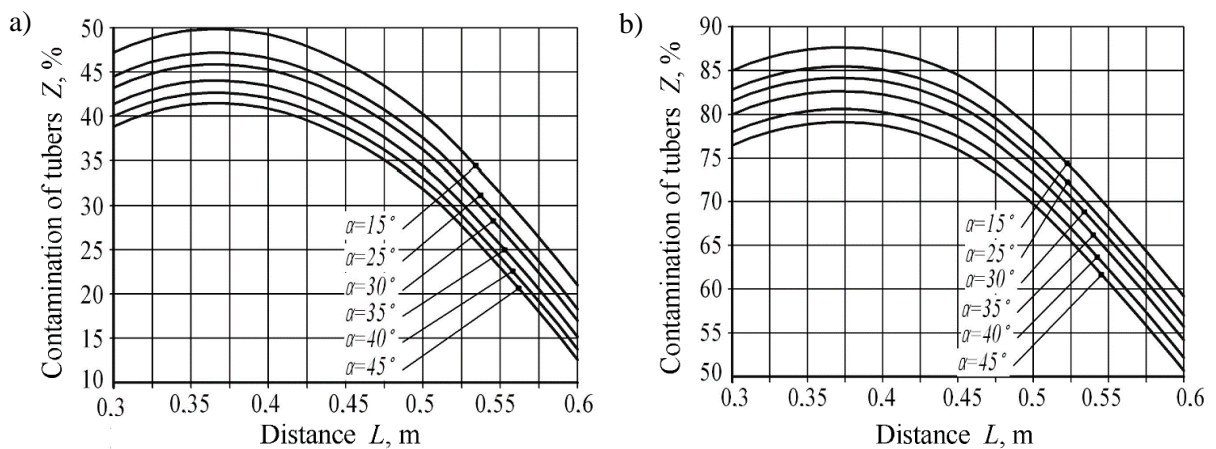 a)
Contamination of tubers Z, %
50
45
40
35
30
25
20
15
10
α=15°
α=25°
α=30°
α=35°
α=40°
α=45°
0.3 0.35 0.4 0.45 0.5 0.55 0.6
Distance L, m
b)
Contamination of tubers Z, %
90
85
80
75
70
65
60
55
50
α=15°
α=25°
α=30°
α=35°
α=40°
α=45°
0.3 0.35 0.4 0.45 0.5 0.55 0.6
Distance L, m